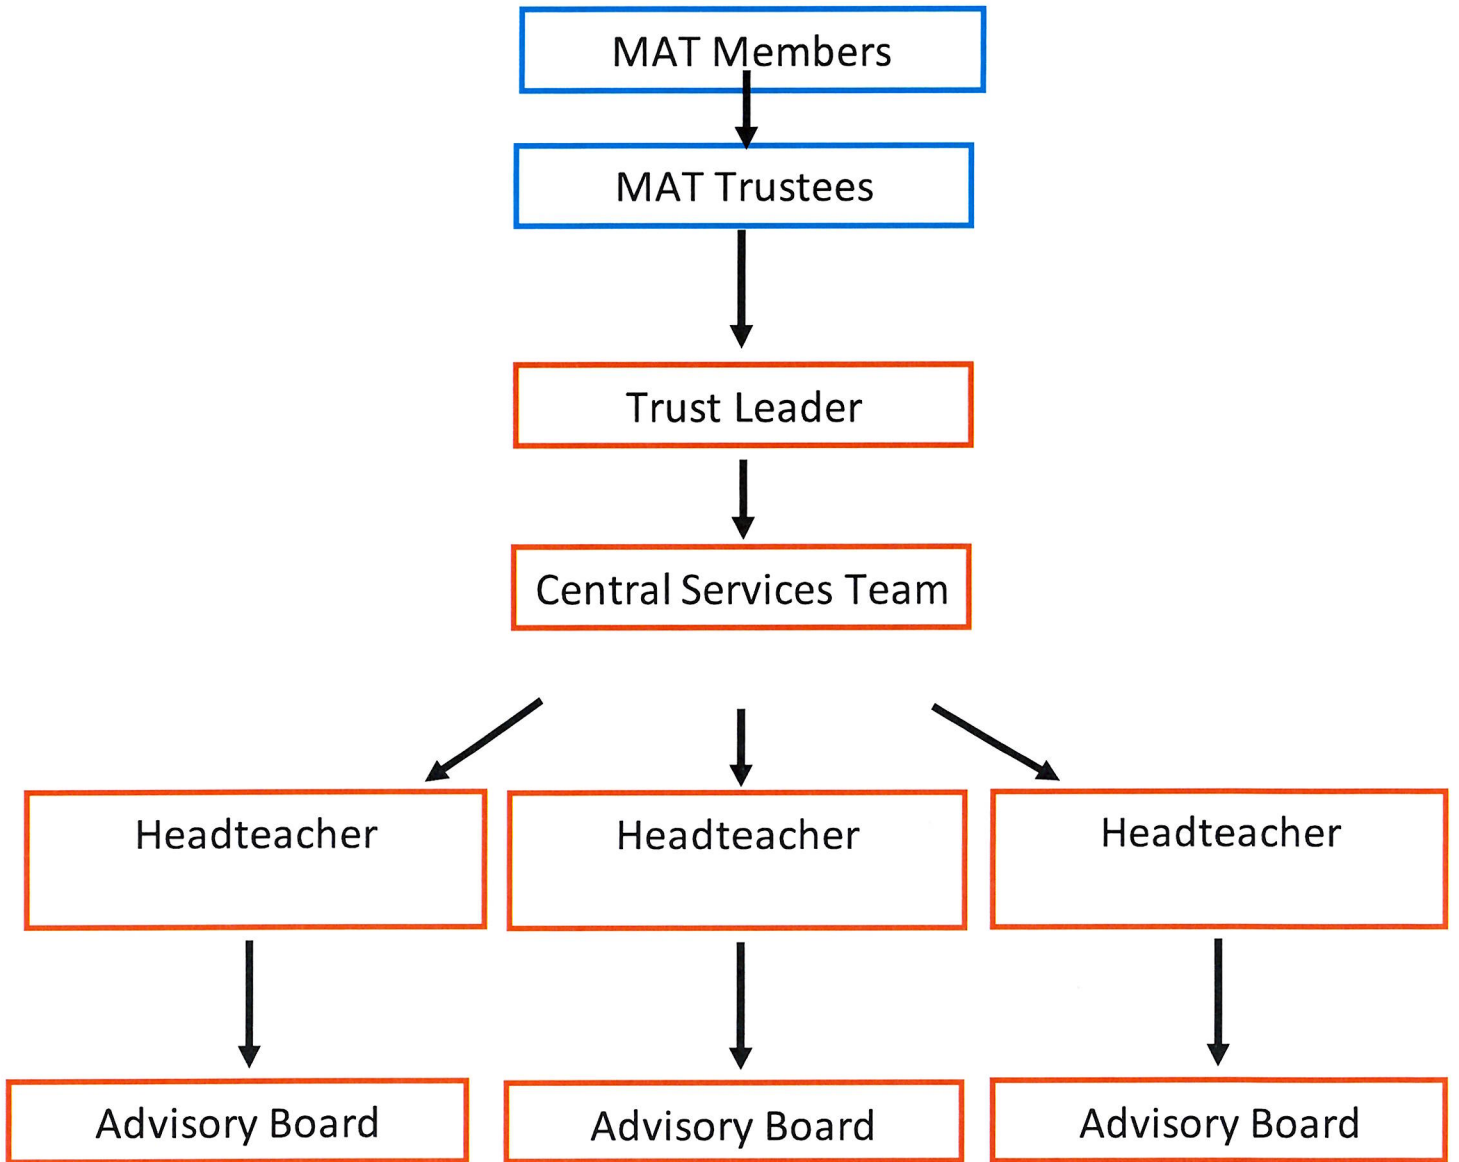 MAT Members
MAT Trustees
Trust Leader
Central Services Team
Headteacher
Headteacher
Headteacher
Advisory Board
Advisory Board
Advisory Board